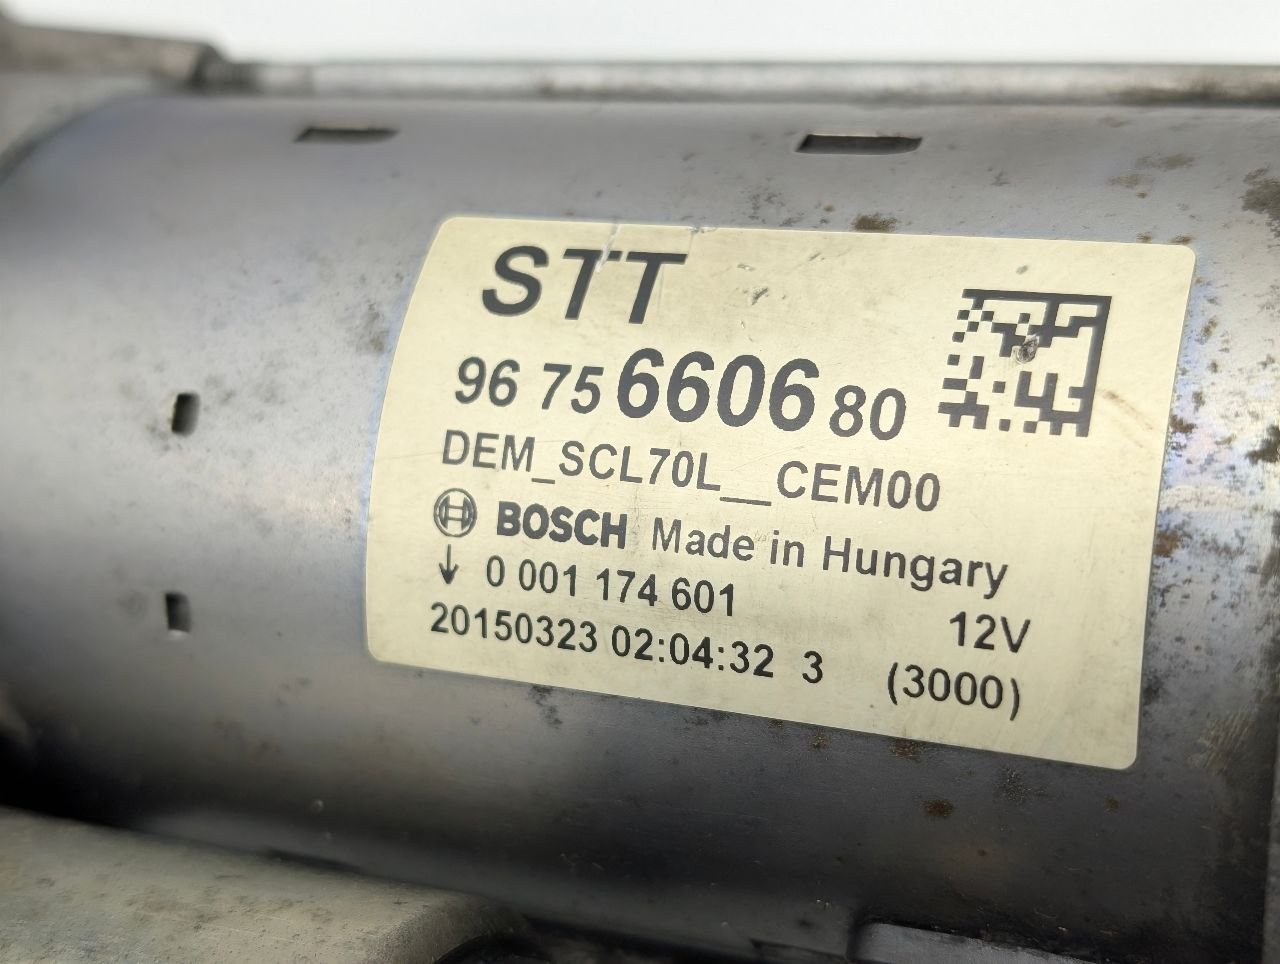 STT
96 75 6606 80
DEM_SCL70L__CEM00
BOSCH Made in Hungary
↓ 0 001 174 601
12V
20150323 02:04:32 3 (3000)